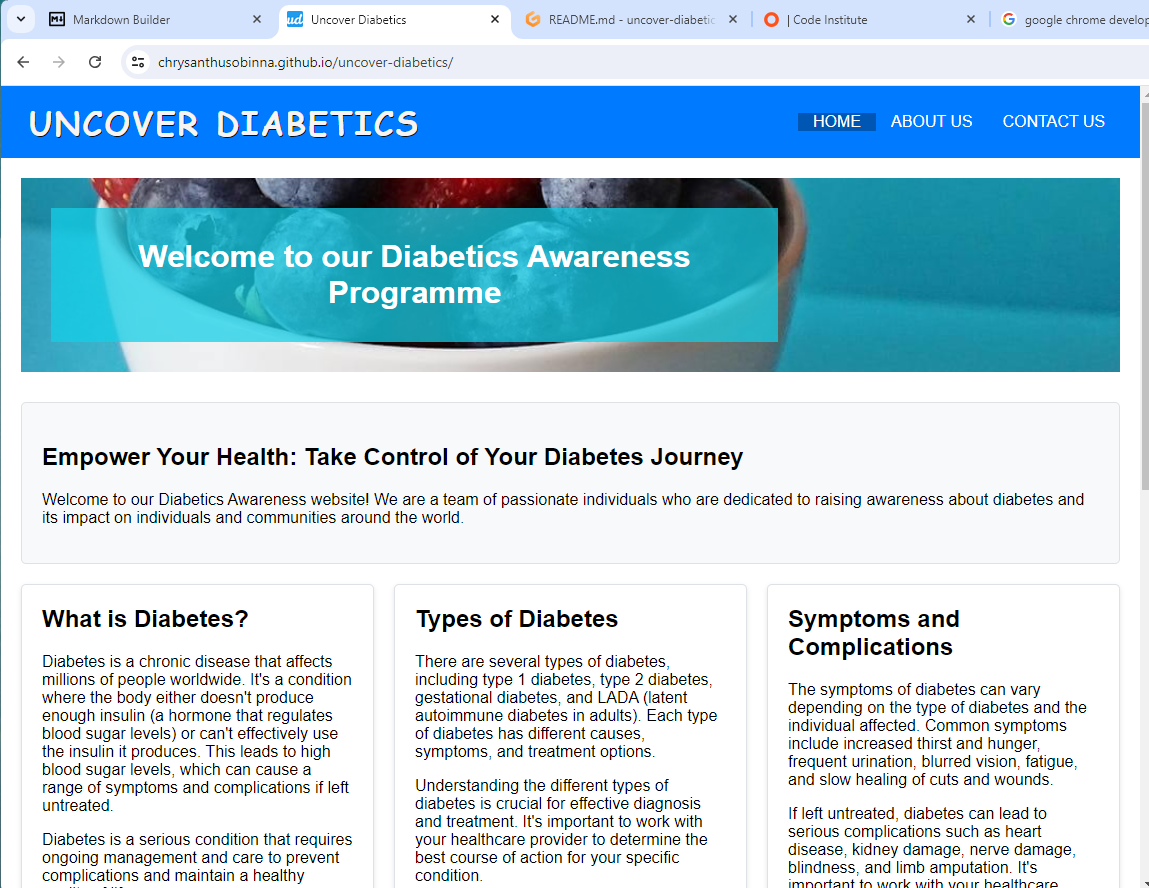 Markdown Builder
Uncover Diabetics
README.md - uncover-diabetic
| Code Institute
google chrome develop
chrysanthusobinna.github.io/uncover-diabetics/
UNCOVER DIABETICS
HOME
ABOUT US
CONTACT US
Welcome to our Diabetics Awareness
Programme
Empower Your Health: Take Control of Your Diabetes Journey
Welcome to our Diabetics Awareness website! We are a team of passionate individuals who are dedicated to raising awareness about diabetes and
its impact on individuals and communities around the world.
What is Diabetes?
Diabetes is a chronic disease that affects
millions of people worldwide. It's a condition
where the body either doesn't produce
enough insulin (a hormone that regulates
blood sugar levels) or can't effectively use
the insulin it produces. This leads to high
blood sugar levels, which can cause a
range of symptoms and complications if left
untreated.
Diabetes is a serious condition that requires
ongoing management and care to prevent
complications and maintain a healthy
Types of Diabetes
There are several types of diabetes,
including type 1 diabetes, type 2 diabetes,
gestational diabetes, and LADA (latent
autoimmune diabetes in adults). Each type
of diabetes has different causes,
symptoms, and treatment options.
Understanding the different types of
diabetes is crucial for effective diagnosis
and treatment. It's important to work with
your healthcare provider to determine the
best course of action for your specific
condition.
Symptoms and
Complications
The symptoms of diabetes can vary
depending on the type of diabetes and the
individual affected. Common symptoms
include increased thirst and hunger,
frequent urination, blurred vision, fatigue,
and slow healing of cuts and wounds.
If left untreated, diabetes can lead to
serious complications such as heart
disease, kidney damage, nerve damage,
blindness, and limb amputation. It's
important to work with your healthcare